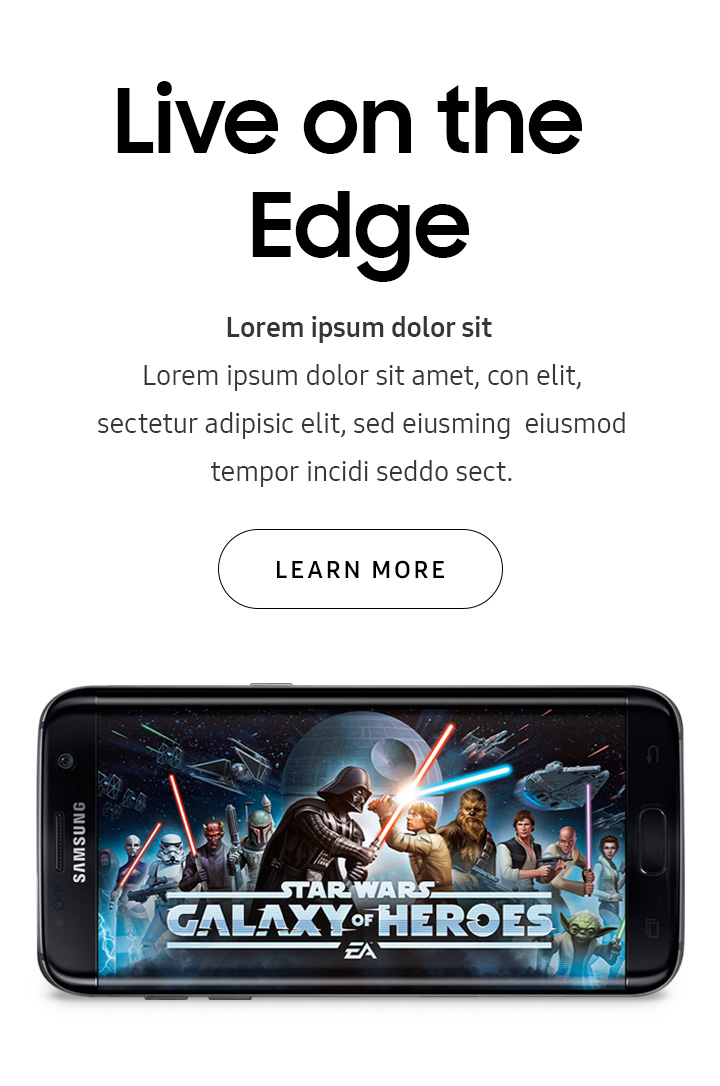 Live on the
Edge
Lorem ipsum dolor sit
Lorem ipsum dolor sit amet, con elit,
sectetur adipisic elit, sed eiusming  eiusmod
tempor incidi seddo sect.
LEARN MORE
SAMSUNG
STAR WARS
GALAXY OF HEROES
EA